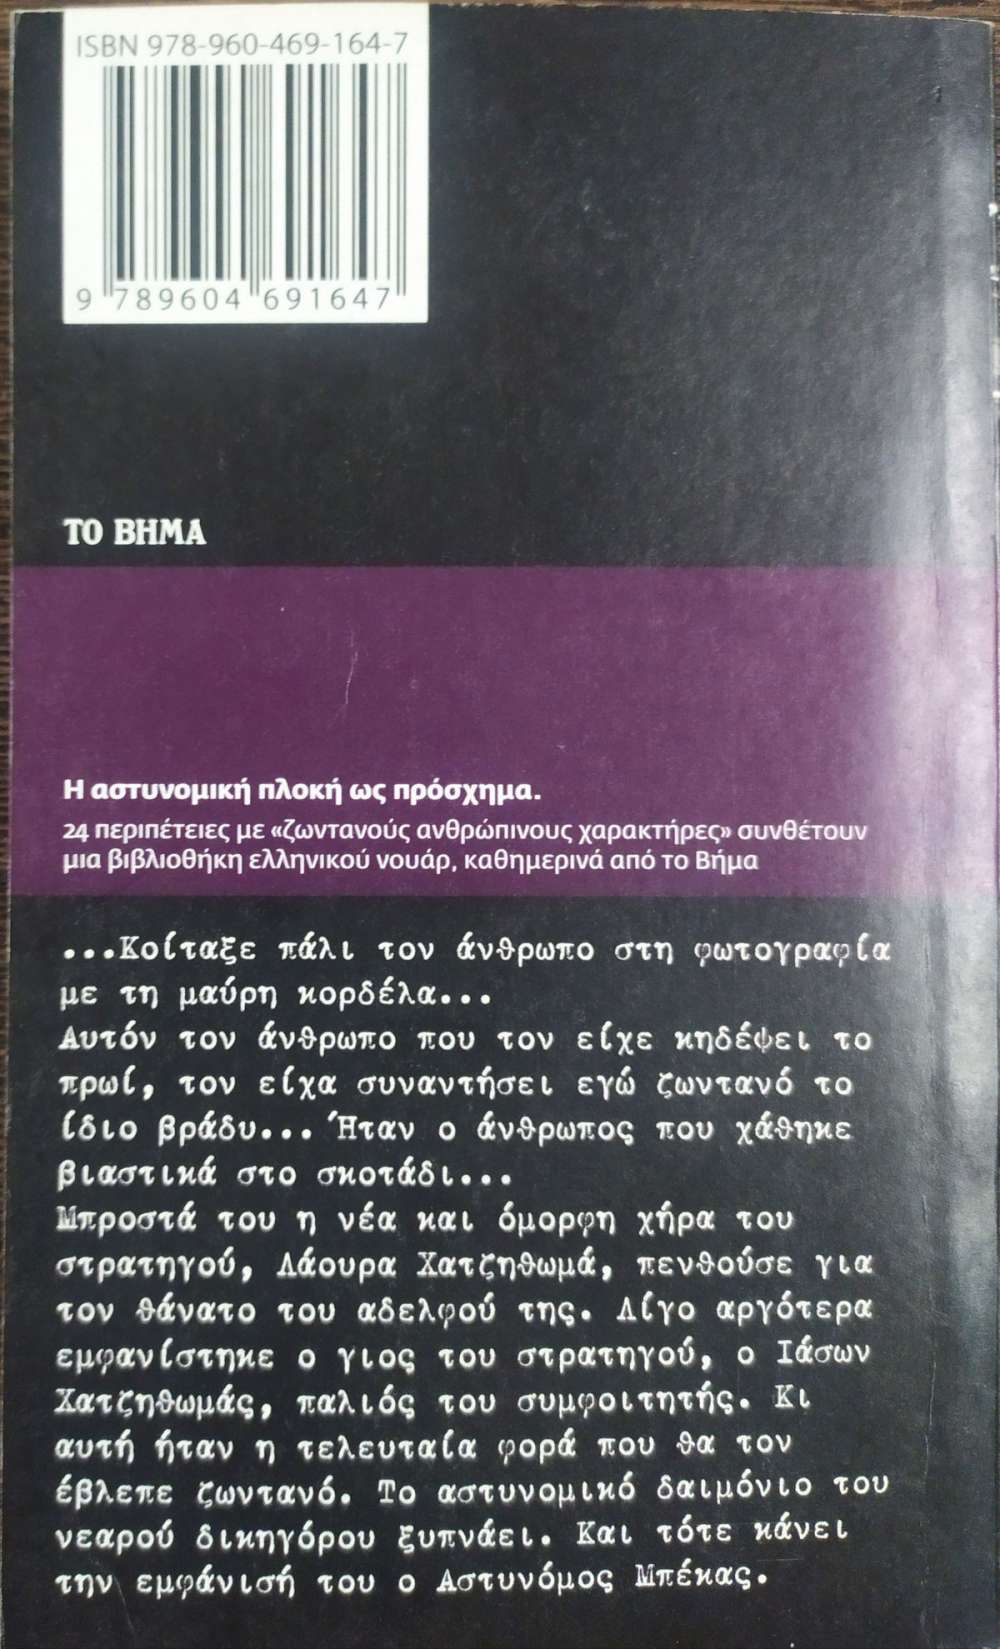 ISBN 978-960-469-164-7
9 789604 691647
ΤΟ ΒΗΜΑ
Η αστυνομική πλοκή ως πρόσχημα.
24 περιπέτειες με «ζωντανούς ανθρώπινους χαρακτήρες» συνθέτουν
μια βιβλιοθήκη ελληνικού νουάρ, καθημερινά από το Βήμα
...Κοίταξε πάλι τον άνθρωπο στη φωτογραφία
με τη μαύρη κορδέλα...
Αυτόν τον άνθρωπο που τον είχε κηδέψει το
πρωί, τον είχα συναντήσει εγώ ζωντανό το
ίδιο βράδυ... Ήταν ο άνθρωπος που χάθηκε
βιαστικά στο σκοτάδι...
Μπροστά του η νέα και όμορφη χήρα του
στρατηγού, Λάουρα Χατζηθωμά, πενθούσε για
τον θάνατο του αδελφού της. Λίγο αργότερα
εμφανίστηκε ο γιος του στρατηγού, ο Ιάσων
Χατζηθωμάς, παλιός του συμφοιτητής. Κι
αυτή ήταν η τελευταία φορά που θα τον
έβλεπε ζωντανό. Το αστυνομικό δαιμόνιο του
νεαρού δικηγόρου ξυπνάει. Και τότε κάνει
την εμφάνισή του ο Αστυνόμος Μπέκας.